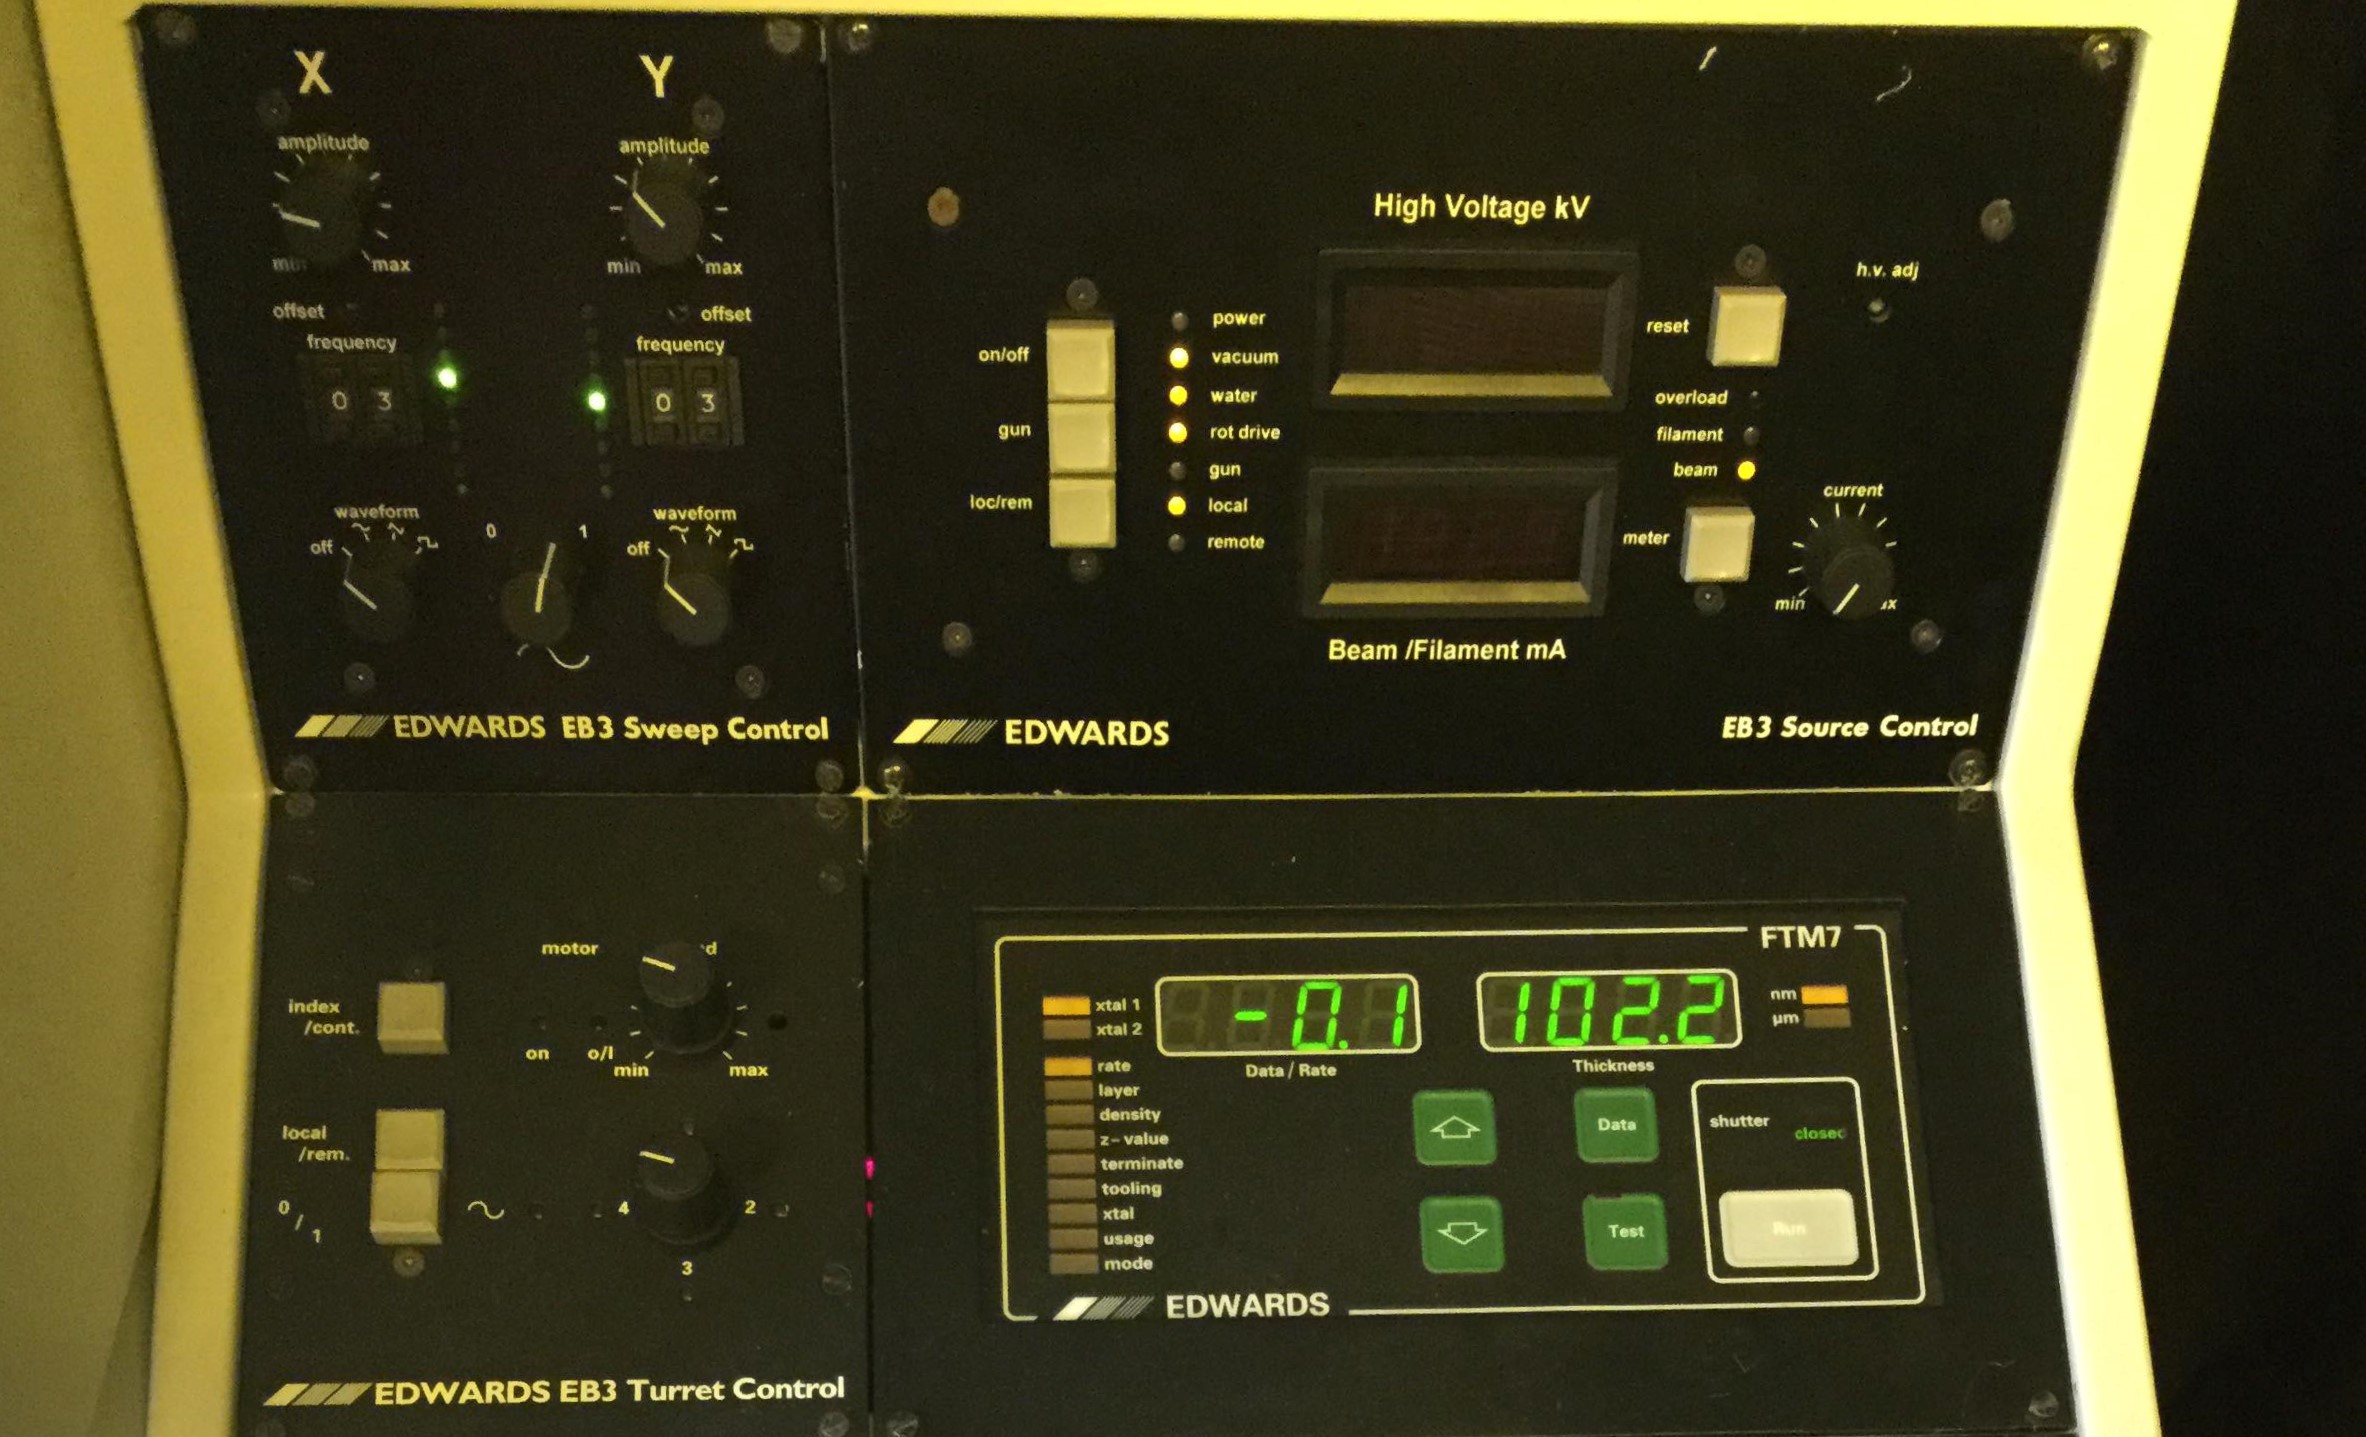 X
Y
amplitude
amplitude
min
max
min
max
offset
offset
frequency
frequency
0 3
0 3
waveform
waveform
off
0
1
off
EDWARDS EB3 Sweep Control
High Voltage kV
h.v. adj
on/off
gun
loc/rem
power
vacuum
water
rot drive
gun
local
remote
reset
overload
filament
beam
meter
current
min
Beam /Filament mA
EDWARDS
EB3 Source Control
motor
index
/cont.
on
o/l
min
max
local
/rem.
0
/
1
4
2
3
EDWARDS EB3 Turret Control
FTM7
xtal 1
xtal 2
-0.1
102.2
nm
µm
Data / Rate
Thickness
rate
layer
density
z-value
terminate
tooling
xtal
usage
mode
Data
Test
shutter
closed
Run
EDWARDS